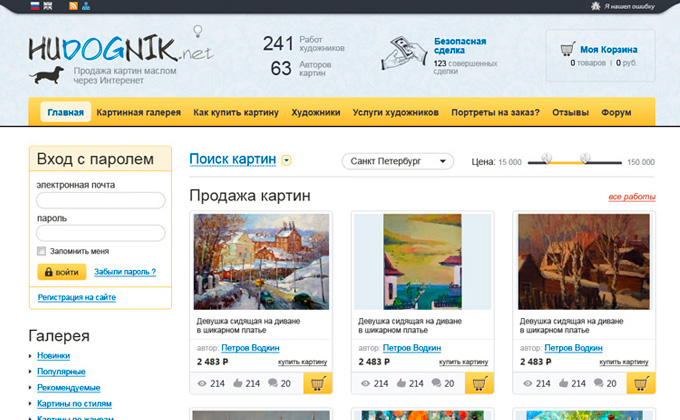 Я нашел ошибку
HUDOGNIK.net
Продажа картин маслом
через Интеренет
241 Работ
художников
63 Авторов
картин
Безопасная
сделка
123 совершенных
сделки
Моя Корзина
0 товаров | 0 руб.
Главная Картинная галерея Как купить картину Художники Услуги художников Портреты на заказ? Отзывы Форум
Вход с паролем
электронная почта
пароль
Запомнить меня
войти Забыли пароль ?
Регистрация на сайте
Поиск картин Санкт Петербург Цена: 15 000 150 000
Продажа картин все работы
Девушка сидящая на диване
в шикарном платье
автор: Петров Водкин
2 483 Р купить картину
214 214 20
Девушка сидящая на диване
в шикарном платье
автор: Петров Водкин
2 483 Р купить картину
214 214 20
Девушка сидящая на диване
в шикарном платье
автор: Петров Водкин
2 483 Р купить картину
214 214 20
Галерея
Новинки
Популярные
Рекомендуемые
Картины по стилям
Картины по жанрам